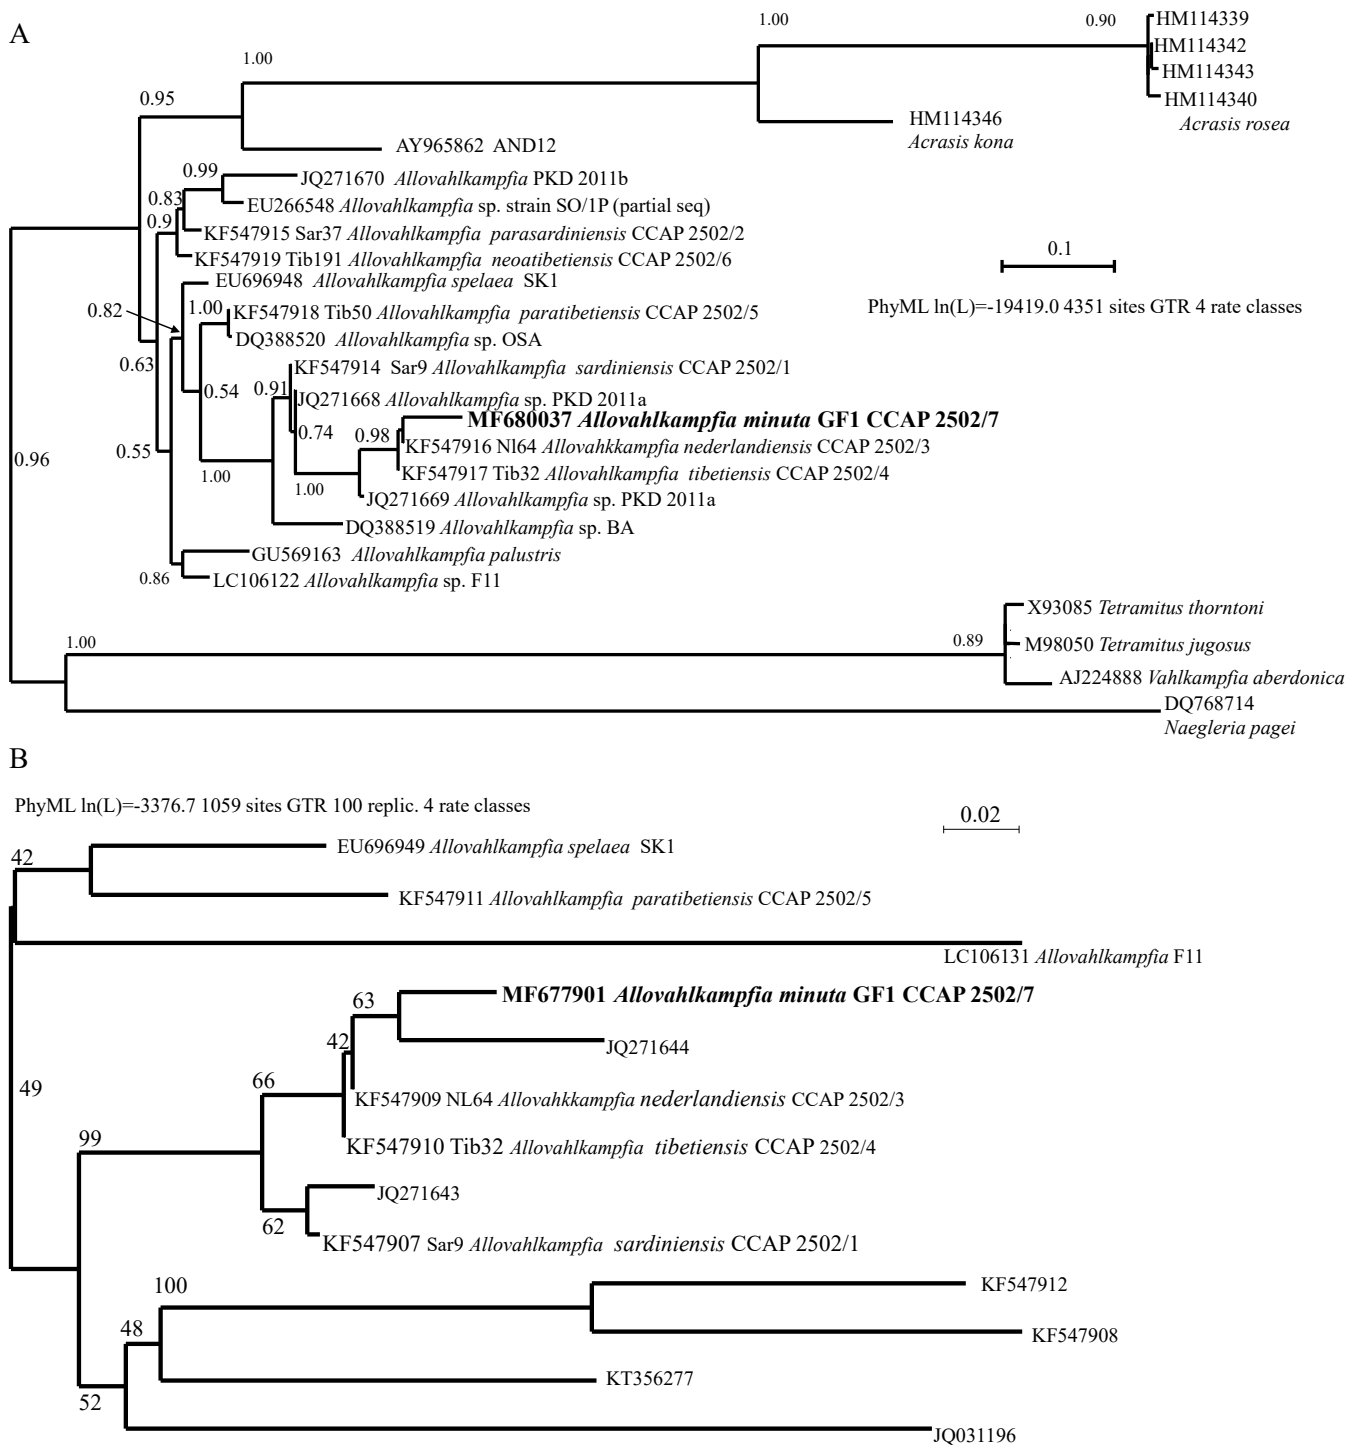 A
1.00
0.90
HM114339
HM114342
HM114343
HM114340
Acrasis rosea
1.00
0.95
HM114346
Acrasis kona
AY965862 AND12
0.99
JQ271670 Allovahlkampfia PKD 2011b
0.83
EU266548 Allovahlkampfia sp. strain SO/1P (partial seq)
0.9
KF547915 Sar37 Allovahlkampfia parasardiniensis CCAP 2502/2
KF547919 Tib191 Allovahlkampfia neoatibetiensis CCAP 2502/6
0.1
EU696948 Allovahlkampfia spelaea SK1
PhyML ln(L)=-19419.0 4351 sites GTR 4 rate classes
0.82
1.00
KF547918 Tib50 Allovahlkampfia paratibetiensis CCAP 2502/5
DQ388520 Allovahlkampfia sp. OSA
0.63
KF547914 Sar9 Allovahlkampfia sardiniensis CCAP 2502/1
0.54
0.91
JQ271668 Allovahlkampfia sp. PKD 2011a
MF680037 Allovahlkampfia minuta GF1 CCAP 2502/7
0.74
0.98
KF547916 Nl64 Allovahkkampfia nederlandiensis CCAP 2502/3
0.55
0.96
1.00
KF547917 Tib32 Allovahlkampfia tibetiensis CCAP 2502/4
1.00
JQ271669 Allovahlkampfia sp. PKD 2011a
DQ388519 Allovahlkampfia sp. BA
GU569163 Allovahlkampfia palustris
0.86
LC106122 Allovahlkampfia sp. F11
X93085 Tetramitus thorntoni
1.00
0.89
M98050 Tetramitus jugosus
AJ224888 Vahlkampfia aberdonica
DQ768714
Naegleria pagei
B
PhyML ln(L)=-3376.7 1059 sites GTR 100 replic. 4 rate classes
0.02
EU696949 Allovahlkampfia spelaea SK1
42
KF547911 Allovahlkampfia paratibetiensis CCAP 2502/5
LC106131 Allovahlkampfia F11
MF677901 Allovahlkampfia minuta GF1 CCAP 2502/7
63
42
JQ271644
49
66
KF547909 NL64 Allovahkkampfia nederlandiensis CCAP 2502/3
99
KF547910 Tib32 Allovahlkampfia tibetiensis CCAP 2502/4
JQ271643
62
KF547907 Sar9 Allovahlkampfia sardiniensis CCAP 2502/1
100
KF547912
48
KF547908
KT356277
52
JQ031196